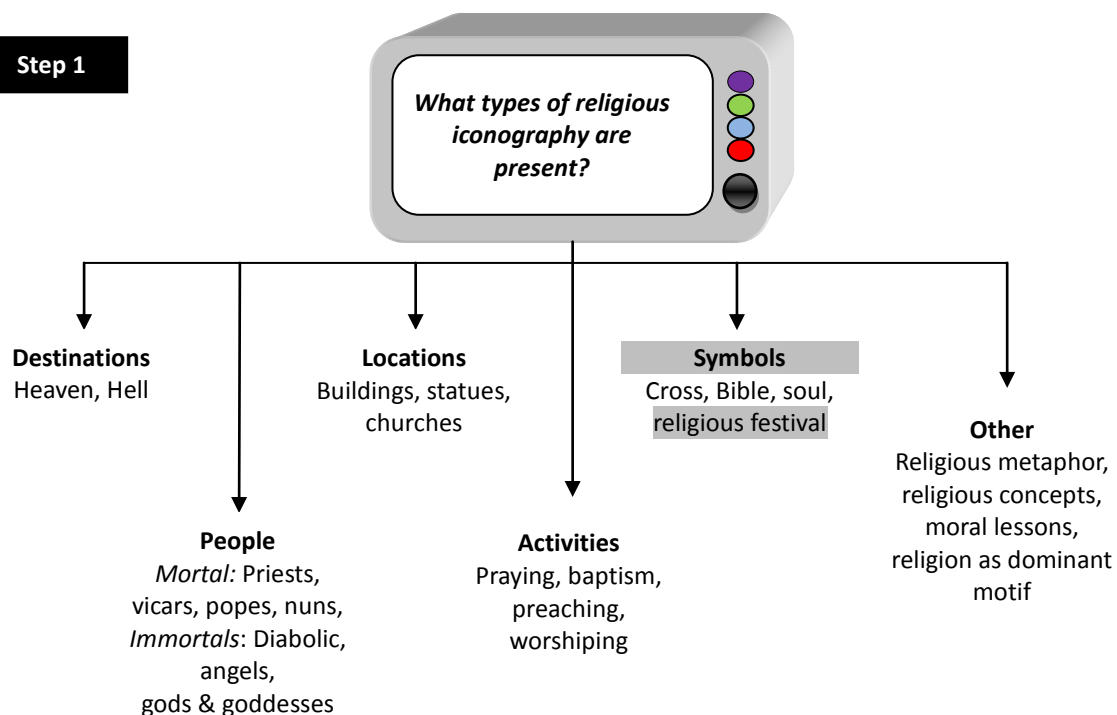 Step 1
What types of religious
iconography are
present?
Destinations
Heaven, Hell
People
Mortal: Priests,
vicars, popes, nuns,
Immortals: Diabolic,
angels,
gods & goddesses
Locations
Buildings, statues,
churches
Activities
Praying, baptism,
preaching,
worshiping
Symbols
Cross, Bible, soul,
religious festival
Other
Religious metaphor,
religious concepts,
moral lessons,
religion as dominant
motif